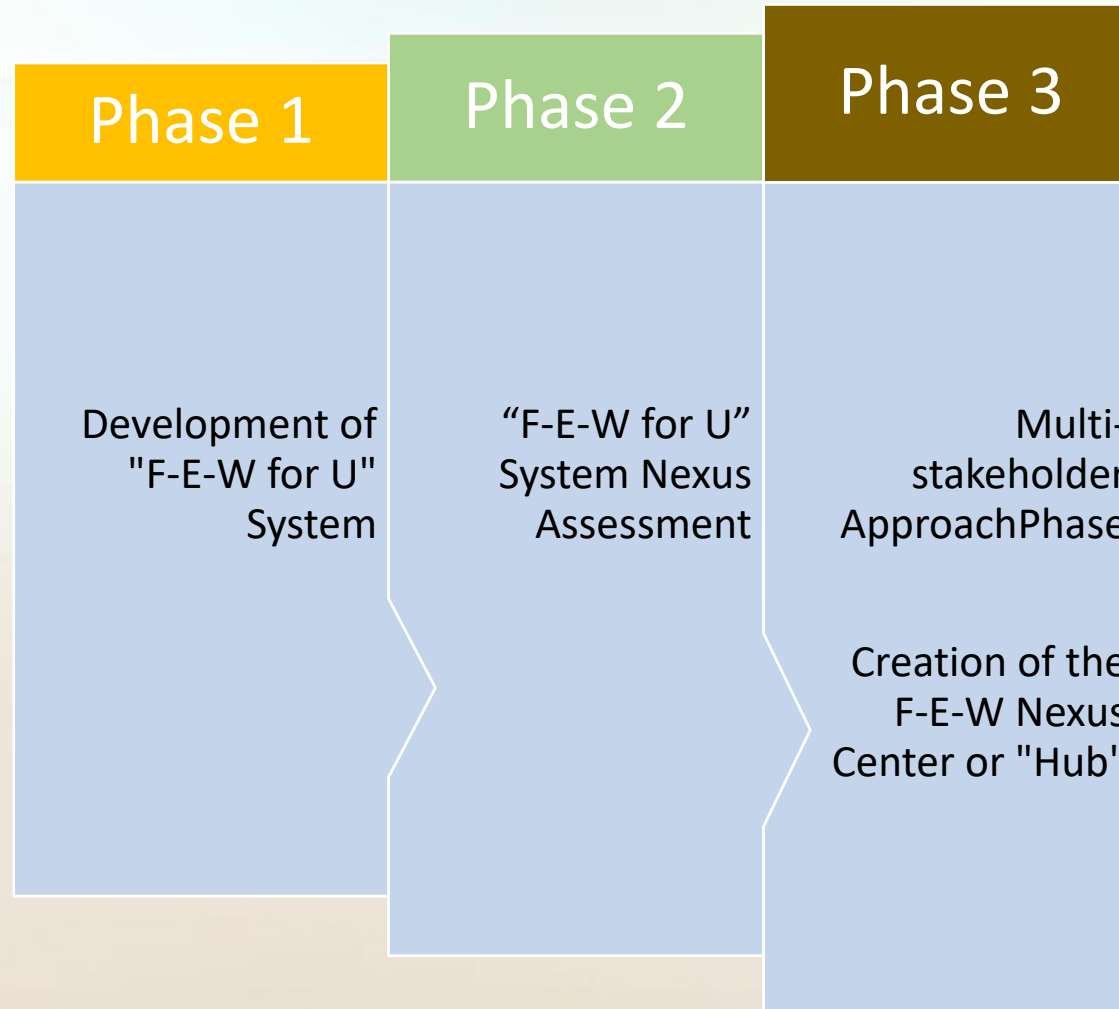 Phase 1
Development of
"F-E-W for U"
System
Phase 2
“F-E-W for U”
System Nexus
Assessment
Phase 3
Multi-
stakeholder
ApproachPhase
Creation of the
F-E-W Nexus
Center or "Hub"